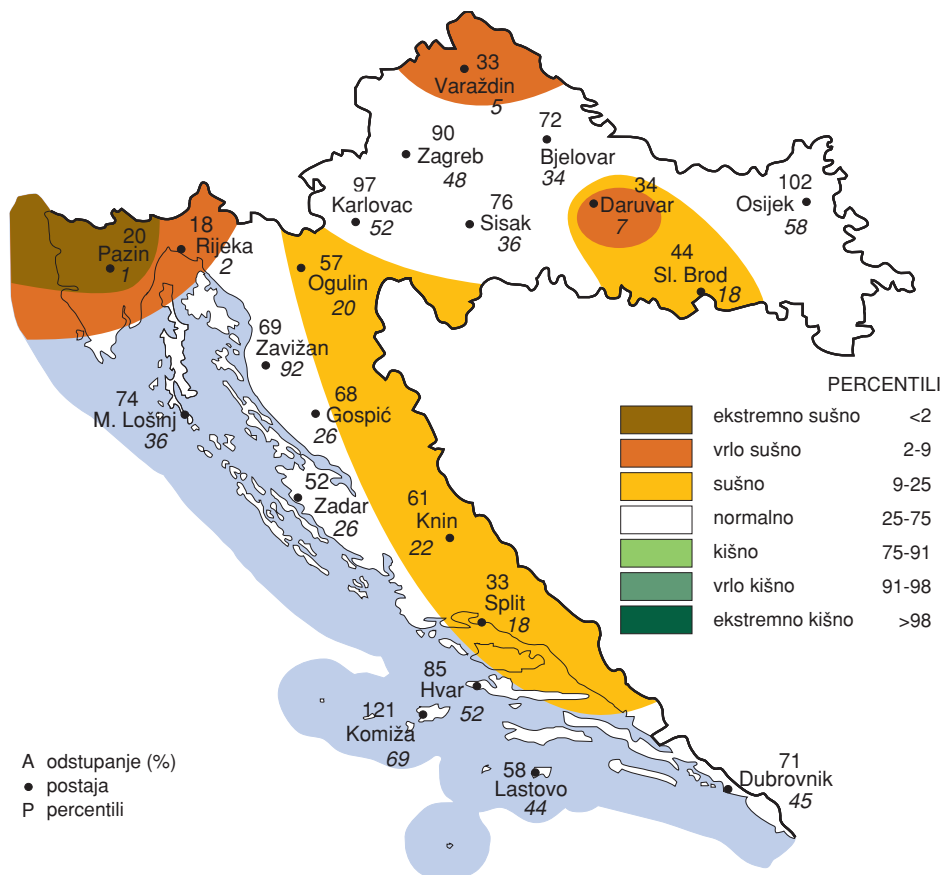 33
Varaždin
5
90
Zagreb
48
72
Bjelovar
34
97
Karlovac
52
76
Sisak
36
34
Daruvar
7
102
Osijek
58
44
Sl. Brod
18
20
Pazin
1
18
Rijeka
2
57
Ogulin
20
69
Zavižan
92
74
M. Lošinj
36
68
Gospić
26
52
Zadar
26
61
Knin
22
33
Split
18
85
Hvar
52
121
Komiža
69
58
Lastovo
44
71
Dubrovnik
45
PERCENTILI
ekstremno sušno <2
vrlo sušno 2-9
sušno 9-25
normalno 25-75
kišno 75-91
vrlo kišno 91-98
ekstremno kišno >98
A odstupanje (%)
● postaja
P percentili